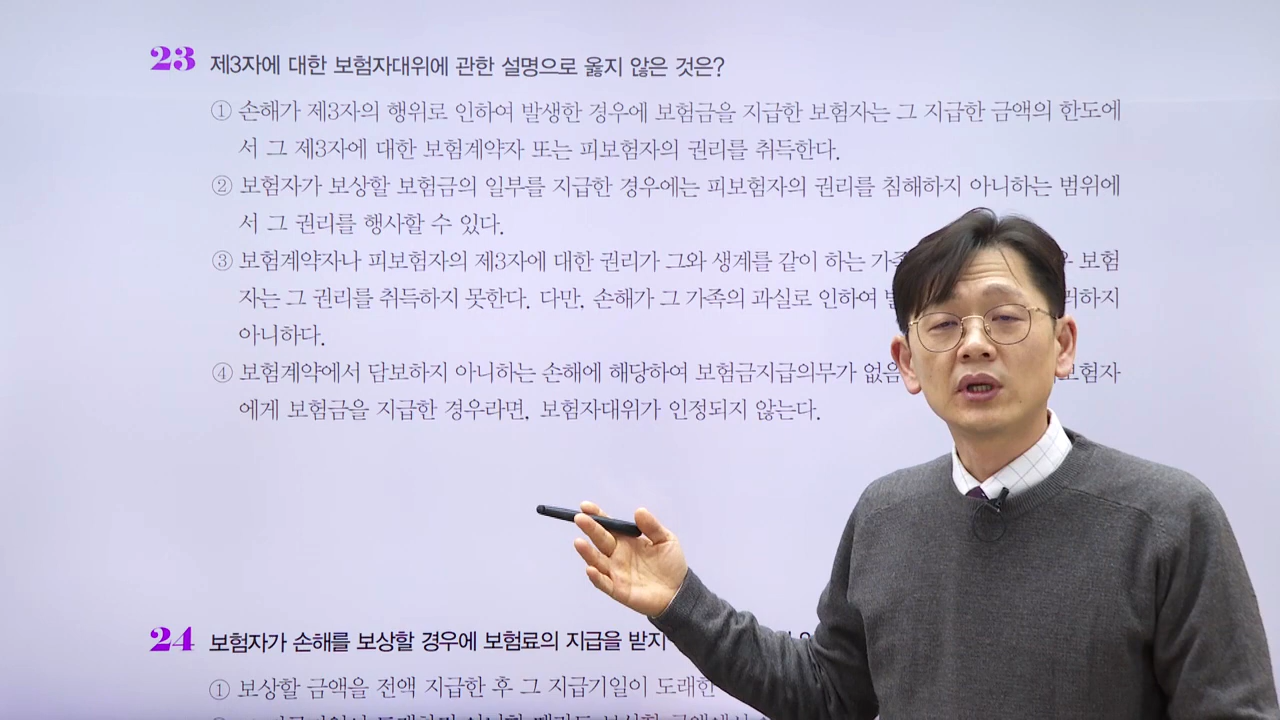 23 제3자에 대한 보험자대위에 관한 설명으로 옳지 않은 것은?
① 손해가 제3자의 행위로 인하여 발생한 경우에 보험금을 지급한 보험자는 그 지급한 금액의 한도에
서 그 제3자에 대한 보험계약자 또는 피보험자의 권리를 취득한다.
② 보험자가 보상할 보험금의 일부를 지급한 경우에는 피보험자의 권리를 침해하지 아니하는 범위에
서 그 권리를 행사할 수 있다.
③ 보험계약자나 피보험자의 제3자에 대한 권리가 그와 생계를 같이 하는 가족 보험
자는 그 권리를 취득하지 못한다. 다만, 손해가 그 가족의 과실로 인하여
아니하다.
④ 보험계약에서 담보하지 아니하는 손해에 해당하여 보험금지급의무가 없음
에게 보험금을 지급한 경우라면, 보험자대위가 인정되지 않는다.
24 보험자가 손해를 보상할 경우에 보험료의 지급을 받지
① 보상할 금액을 전액 지급한 후 그 지급기일이 도래한